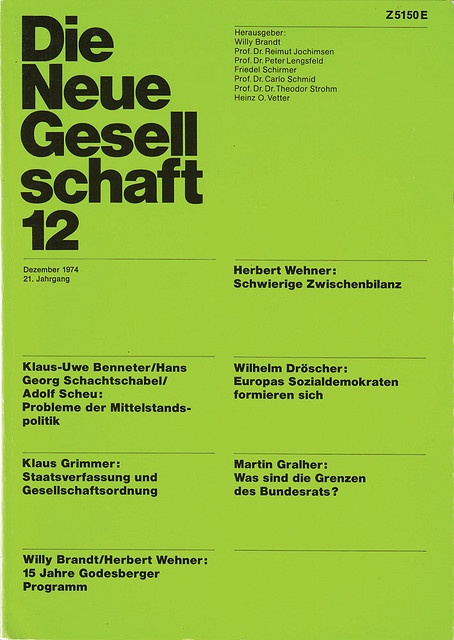 Z5150E
Die
Neue
Gesell
schaft
12
Herausgeber:
Willy Brandt
Prof. Dr. Reimut Jochimsen
Prof. Dr. Peter Lengsfeld
Friedel Schirmer
Prof. Dr. Carlo Schmid
Prof. Dr. Dr. Theodor Strohm
Heinz O. Vetter
Dezember 1974
21. Jahrgang
Herbert Wehner:
Schwierige Zwischenbilanz
Klaus-Uwe Benneter/Hans
Georg Schachtschabel/
Adolf Scheu:
Probleme der Mittelstands-
politik
Wilhelm Dröscher:
Europas Sozialdemokraten
formieren sich
Klaus Grimmer:
Staatsverfassung und
Gesellschaftsordnung
Martin Gralher:
Was sind die Grenzen
des Bundesrats?
Willy Brandt/Herbert Wehner:
15 Jahre Godesberger
Programm